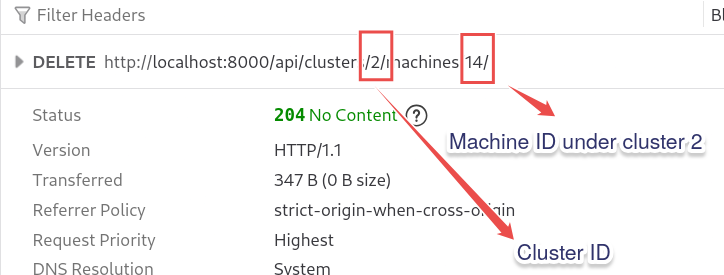 Filter Headers
Bl
DELETE http://localhost:8000/api/clusters/2/machines/14/
Status 204 No Content ?
Machine ID under cluster 2
Version HTTP/1.1
Transferred 347 B (0 B size)
Referrer Policy strict-origin-when-cross-origin
Request Priority Highest
Cluster ID
DNS Resolution System